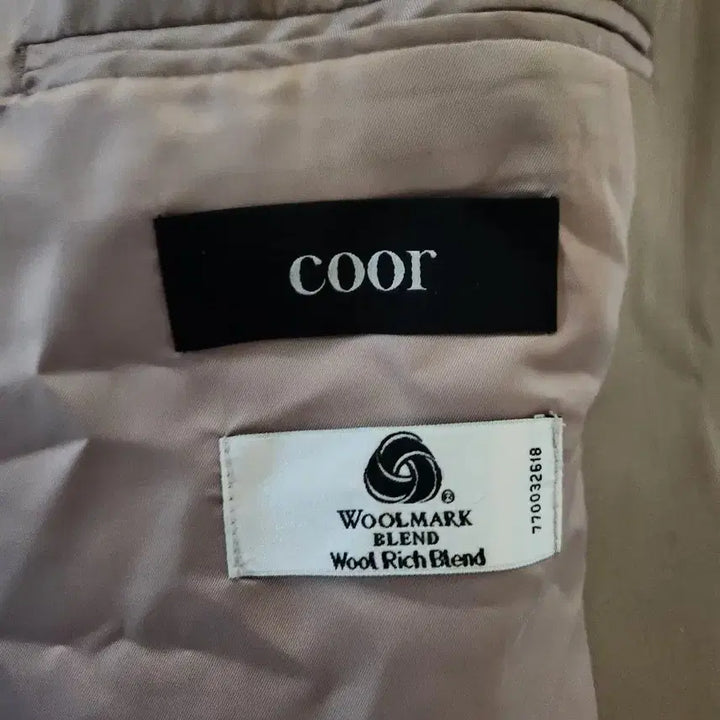 coor
WOOLMARK
BLEND
Wool Rich Blend
770032618